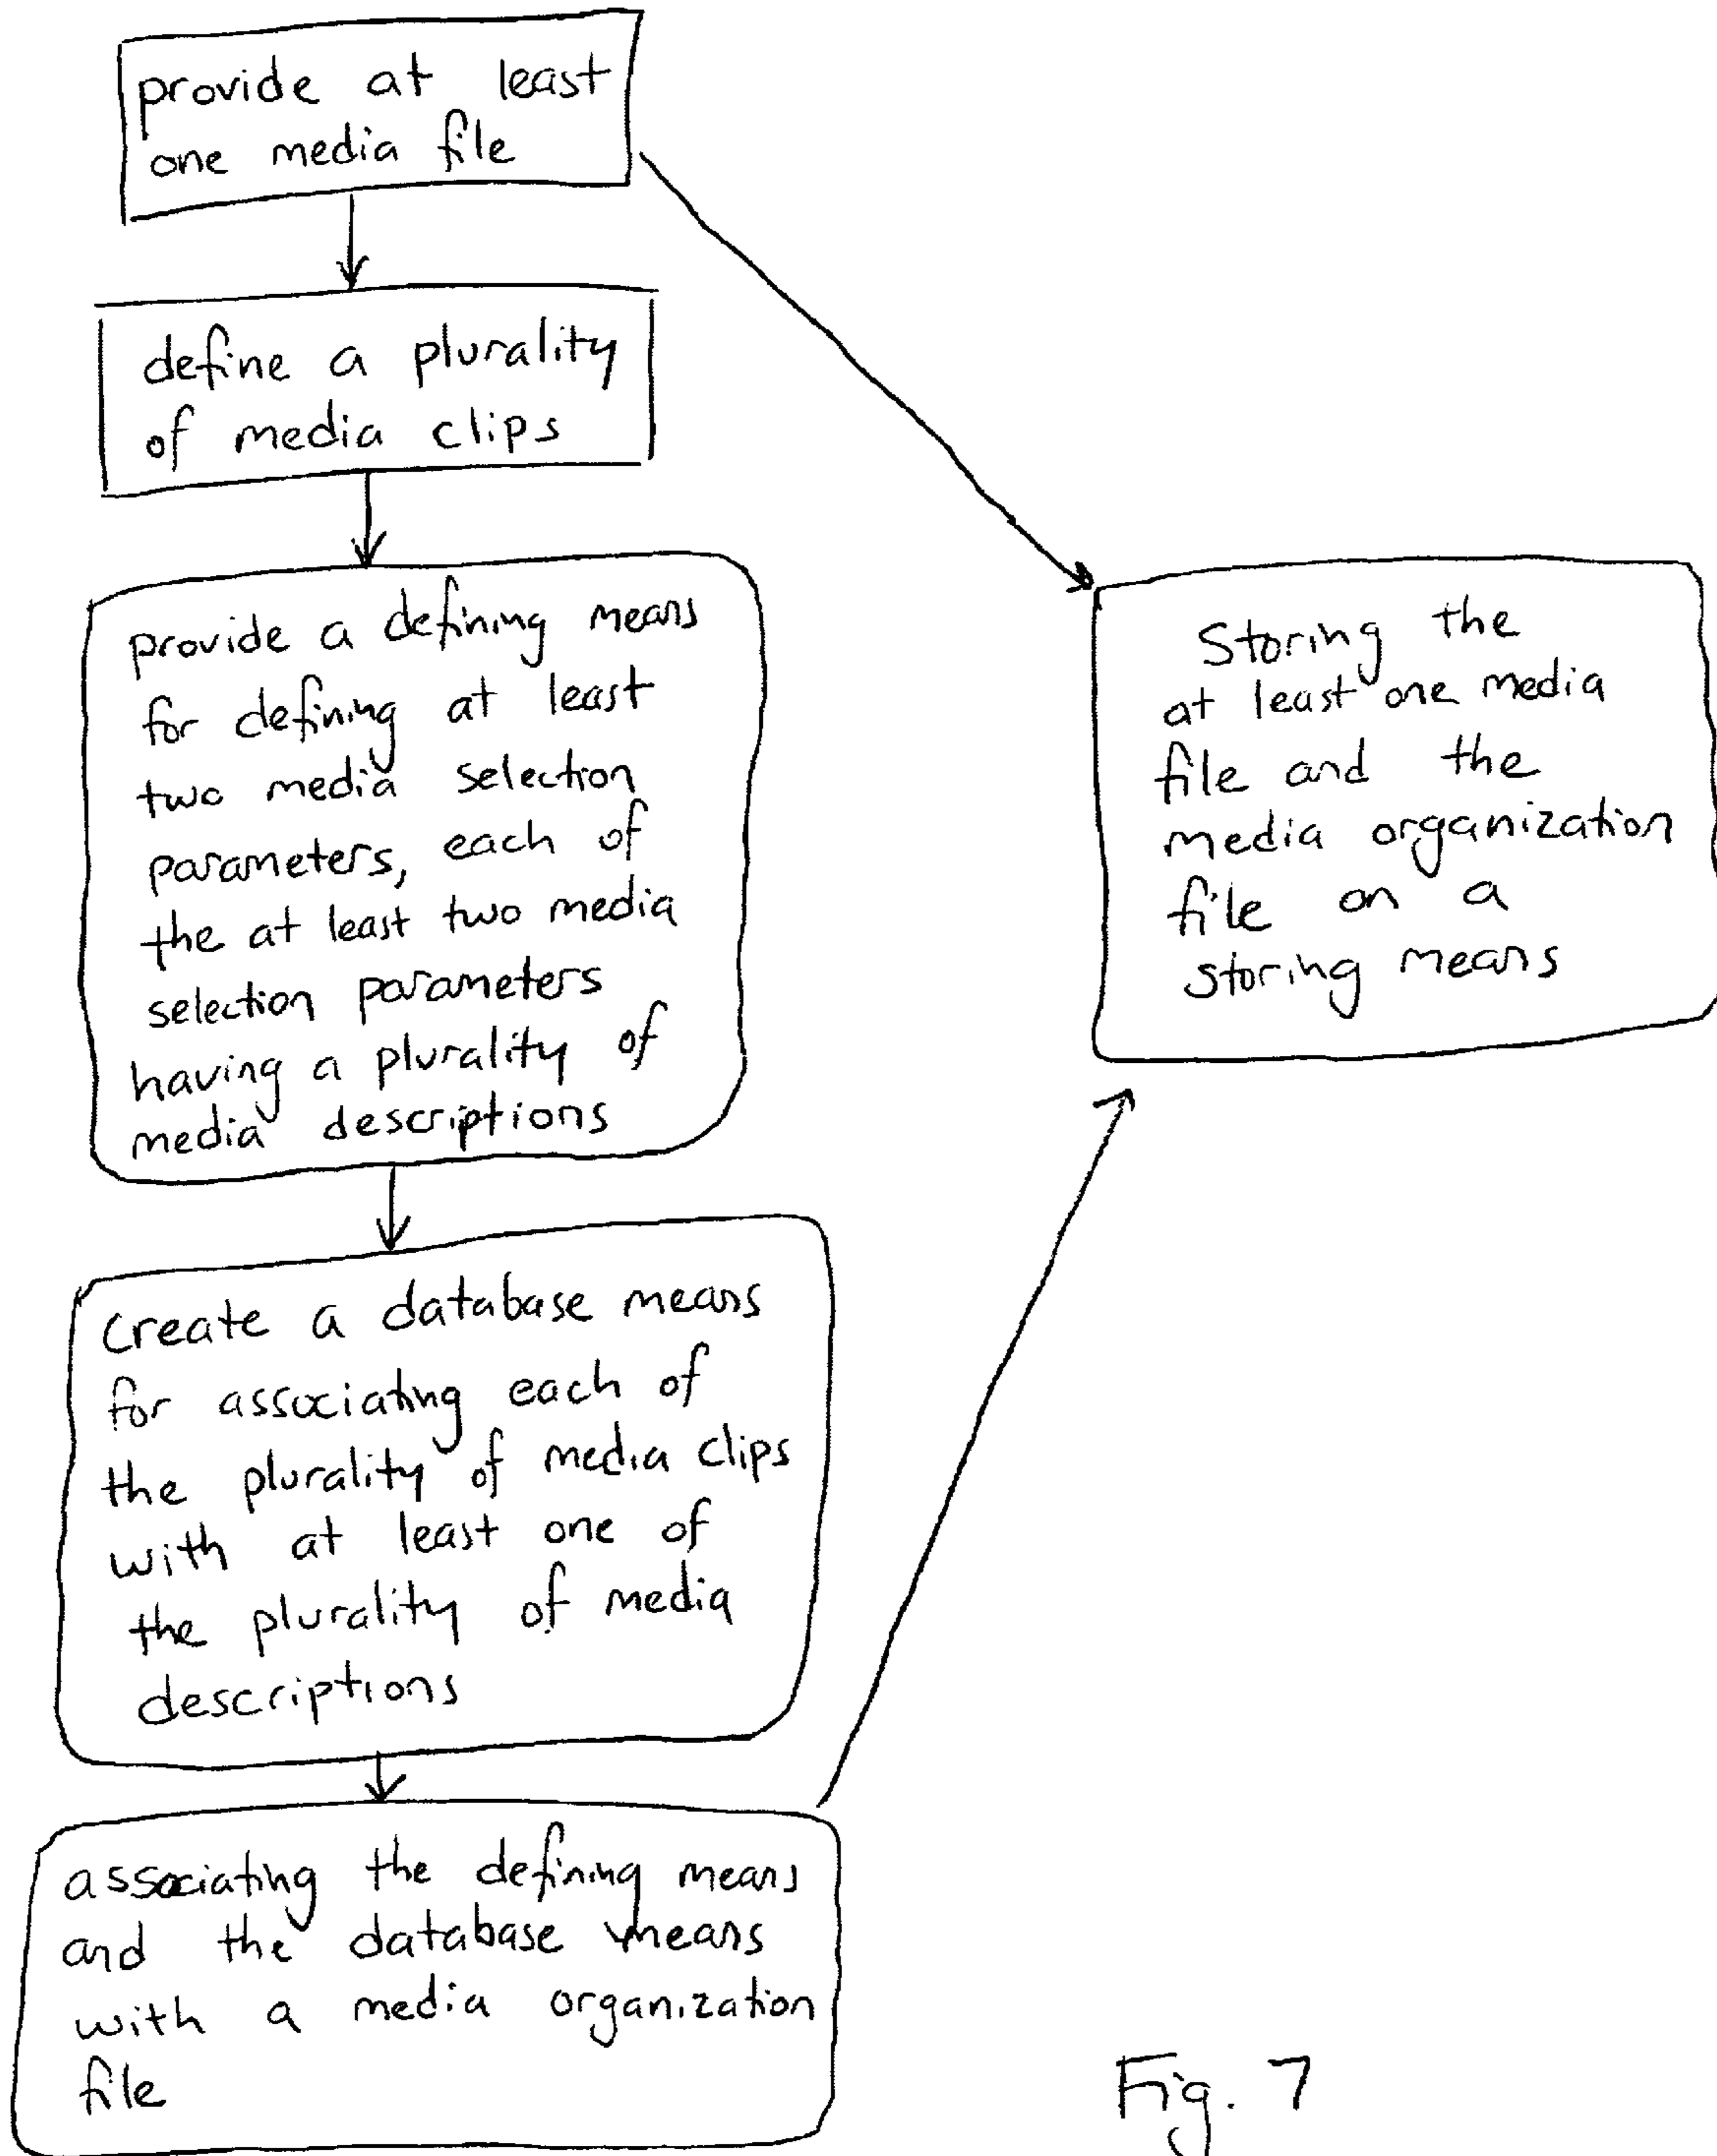 provide at least
one media file
define a plurality
of media clips
provide a defining means
for defining at least
two media selection
parameters, each of
the at least two media
selection parameters
having a plurality of
media descriptions
Storing the
at least one media
file and the
media organization
file on a
storing means
create a database means
for associating each of
the plurality of media clips
with at least one of
the plurality of media
descriptions
associating the defining means
and the database means
with a media organization
file
Fig. 7